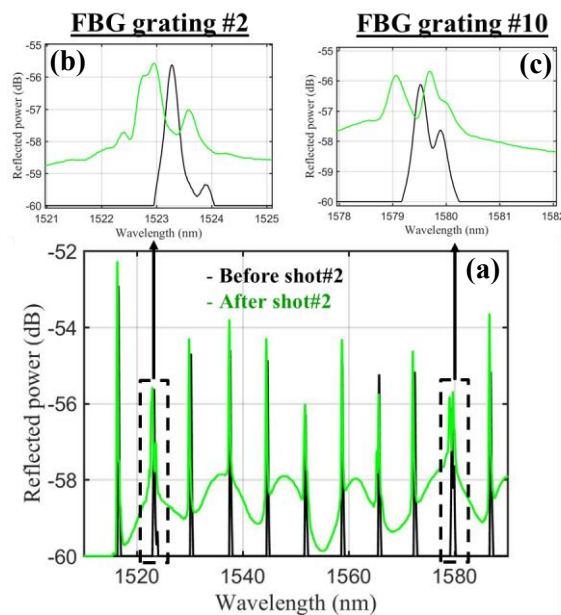 FBG grating #2
FBG grating #10
(b)
-55
-56
-57
-58
-59
-60
Reflected power (dB)
1521 1522 1523 1524 1525
Wavelength (nm)
(c)
-55
-56
-57
-58
-59
-60
Reflected power (dB)
1578 1579 1580 1581 1582
Wavelength (nm)
(a)
- Before shot#2
- After shot#2
-52
-54
-56
-58
-60
Reflected power (dB)
1520 1540 1560 1580
Wavelength (nm)